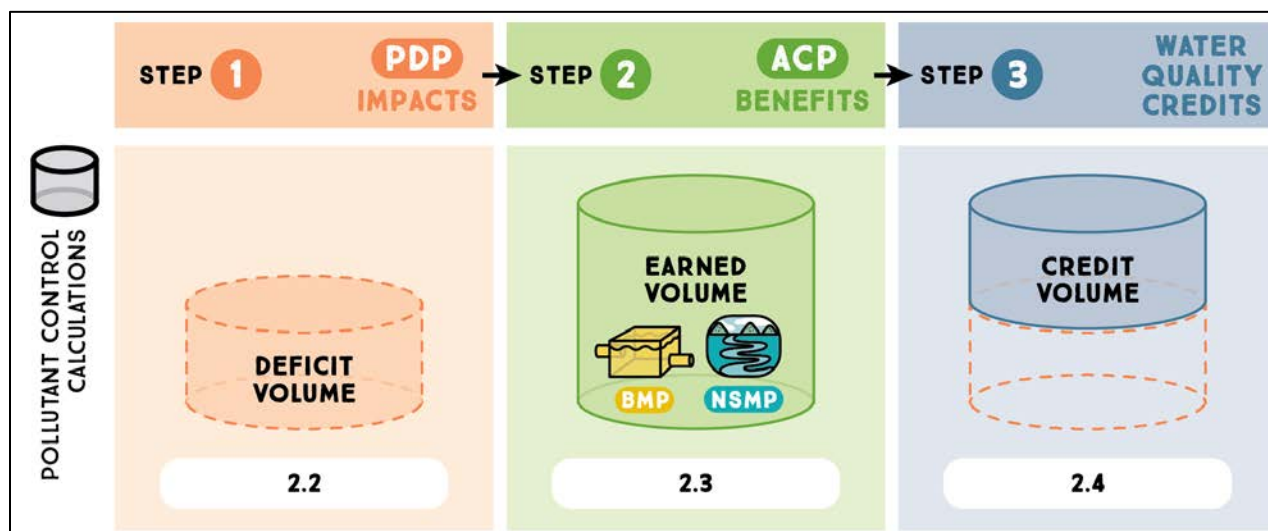 STEP 1
PDP
IMPACTS
STEP 2
ACP
BENEFITS
STEP 3
WATER
QUALITY
CREDITS
POLLUTANT CONTROL
CALCULATIONS
DEFICIT
VOLUME
2.2
EARNED
VOLUME
BMP
NSMP
2.3
CREDIT
VOLUME
2.4